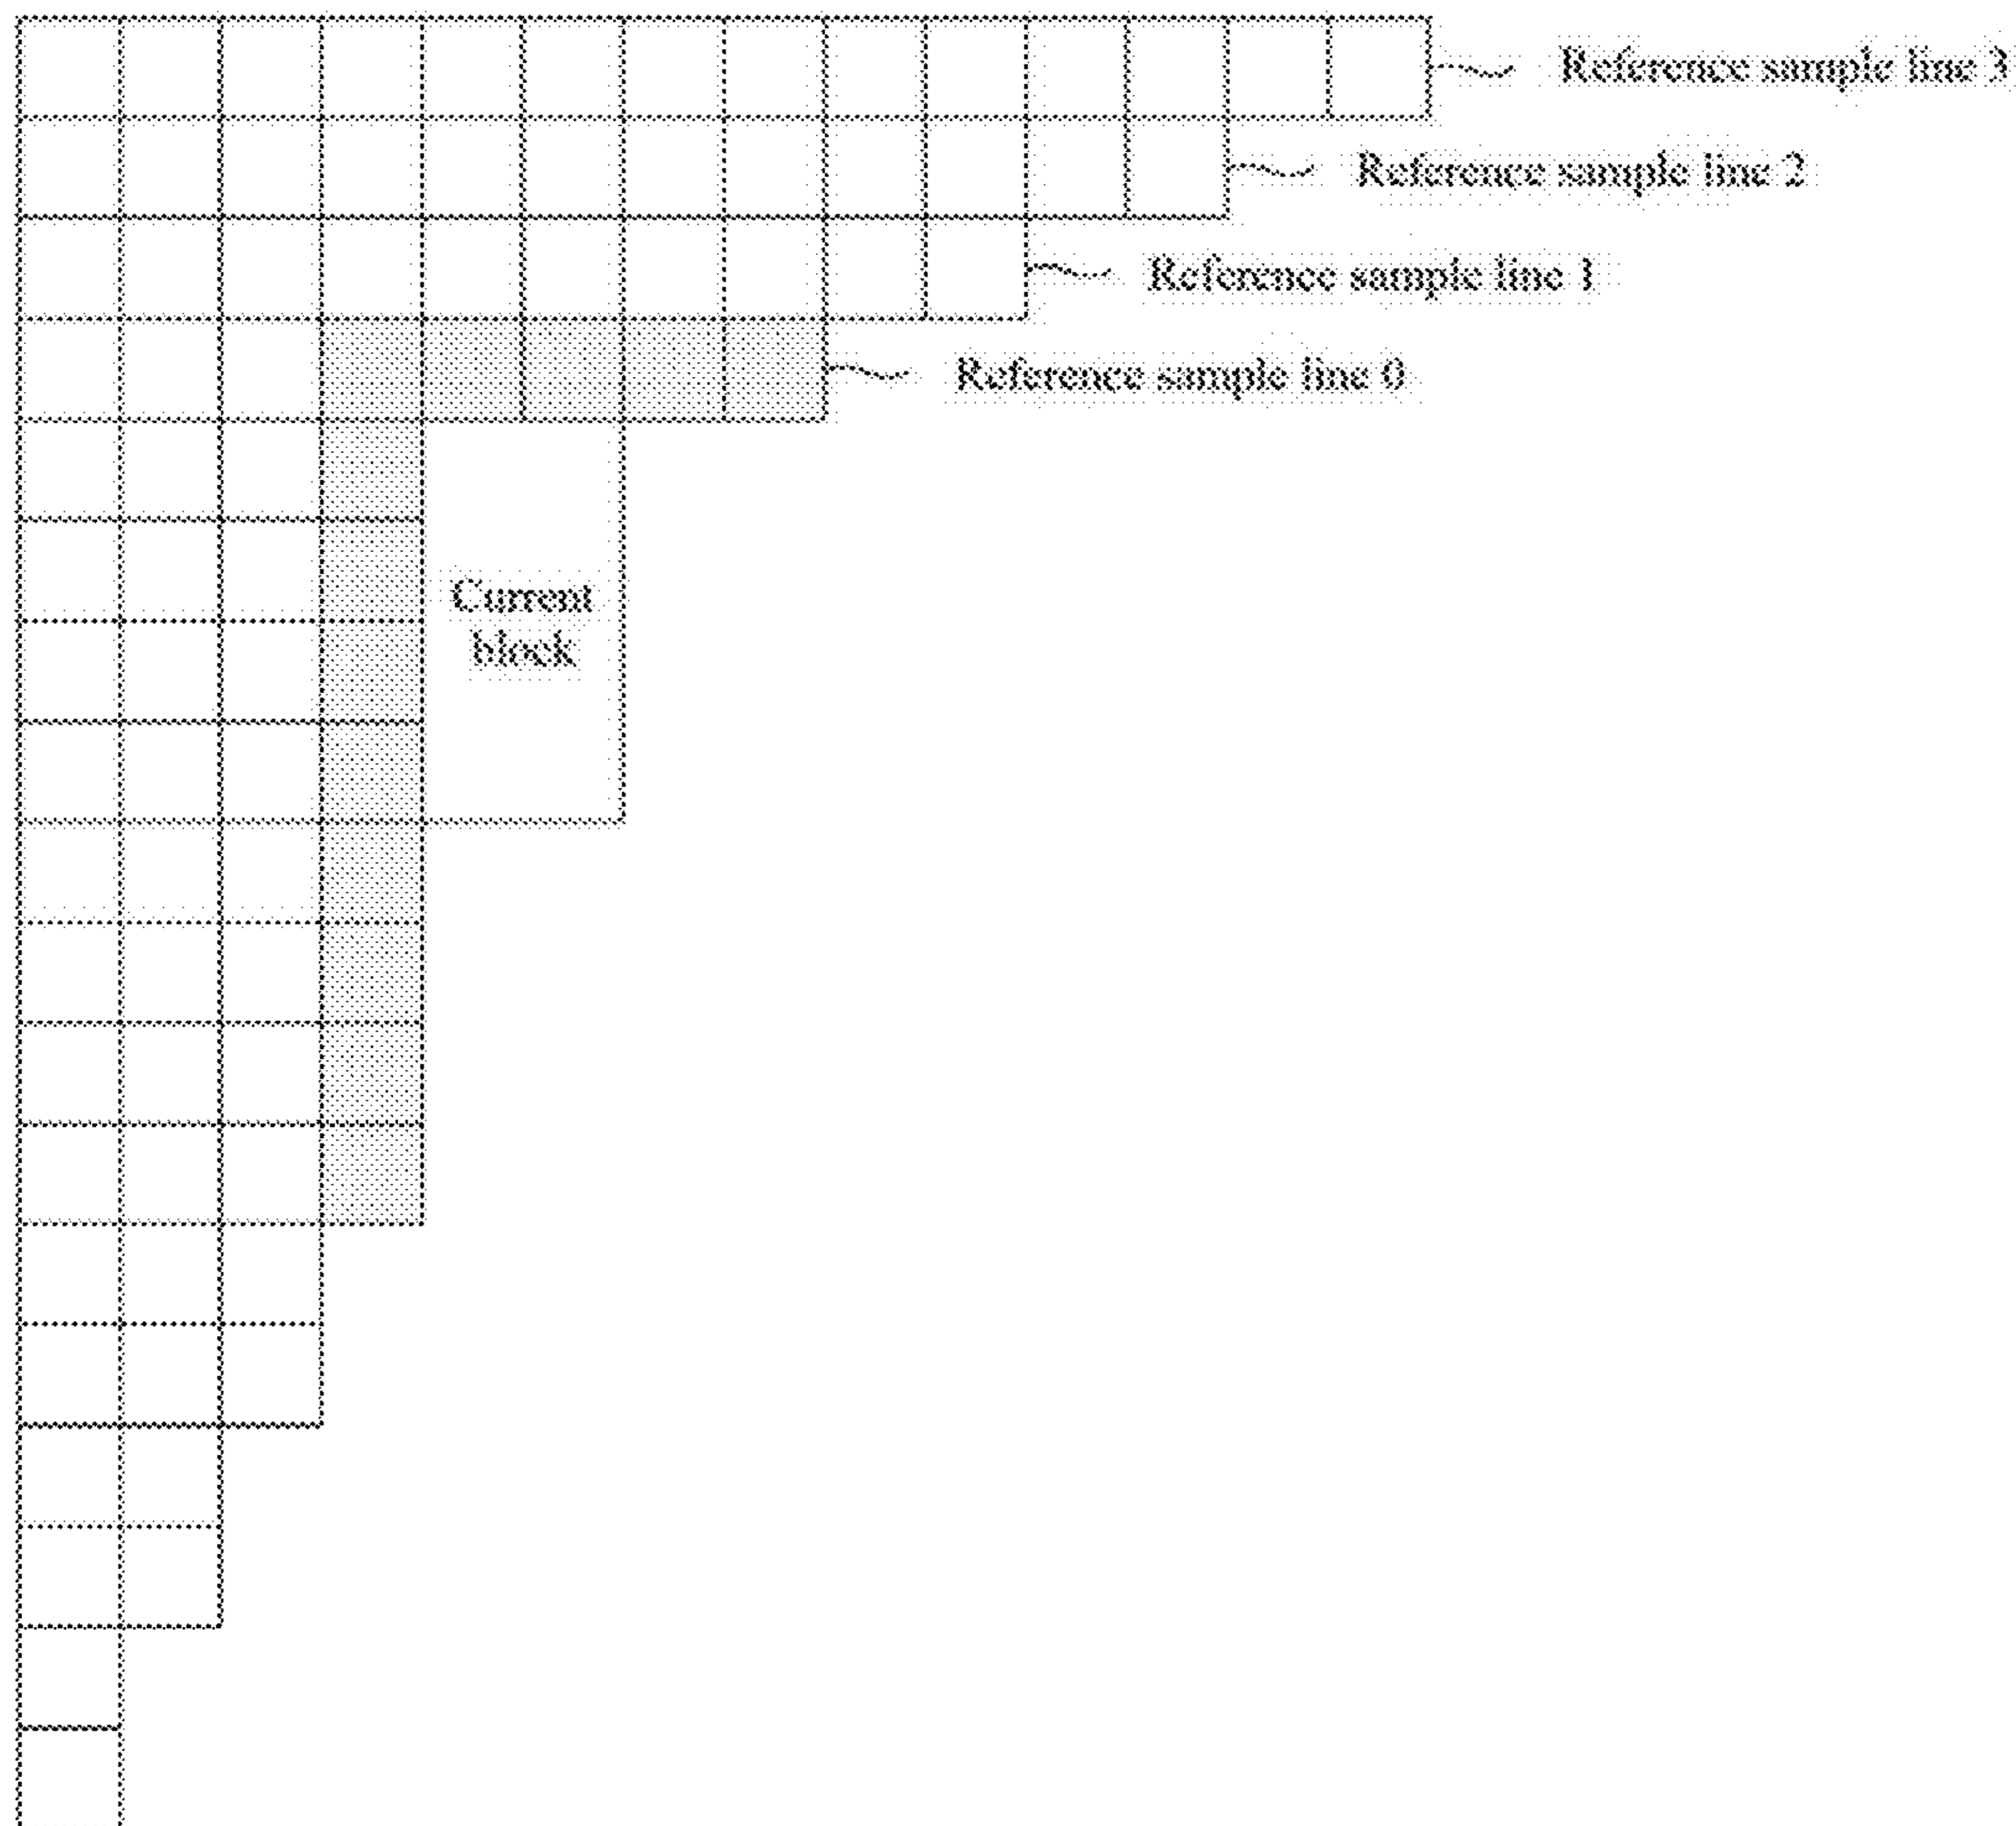 Reference sample line 3
Reference sample line 2
Reference sample line 1
Reference sample line 0
Current
block